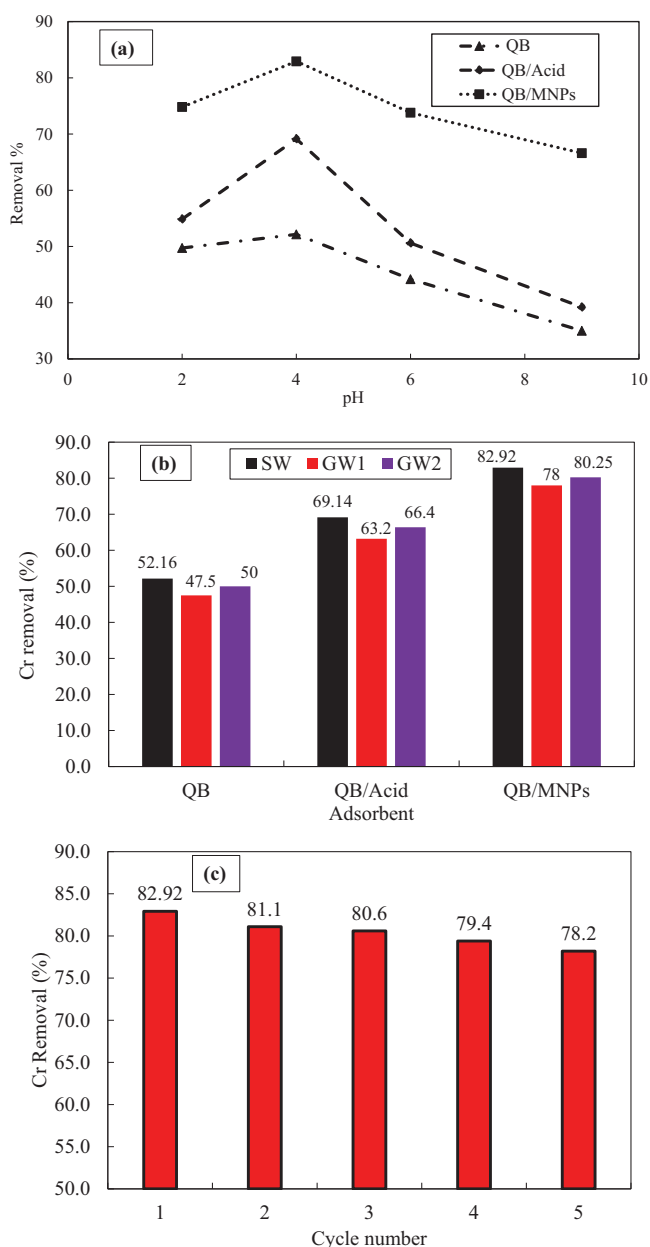 (a)
QB
QB/Acid
QB/MNPs
90
80
70
60
50
40
30
Removal %
0 2 4 6 8 10
pH
(b)
SW GW1 GW2
90.0
80.0
70.0
60.0
50.0
40.0
30.0
20.0
10.0
0.0
Cr removal (%)
52.16 47.5 50
69.14 63.2 66.4
82.92 78 80.25
QB QB/Acid QB/MNPs
Adsorbent
(c)
90.0
85.0
80.0
75.0
70.0
65.0
60.0
55.0
50.0
Cr Removal (%)
82.92 81.1 80.6 79.4 78.2
1 2 3 4 5
Cycle number